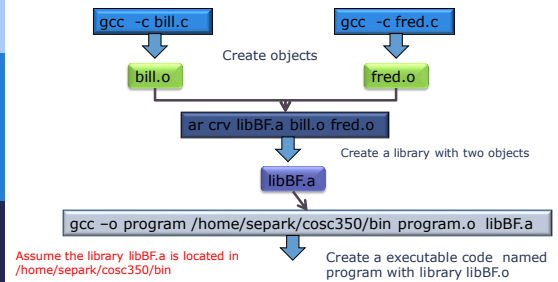 gcc -c bill.c
gcc -c fred.c
Create objects
bill.o
fred.o
ar crv libBF.a bill.o fred.o
Create a library with two objects
libBF.a
gcc –o program /home/separk/cosc350/bin program.o libBF.a
Assume the library libBF.a is located in
/home/separk/cosc350/bin
Create a executable code named
program with library libBF.o